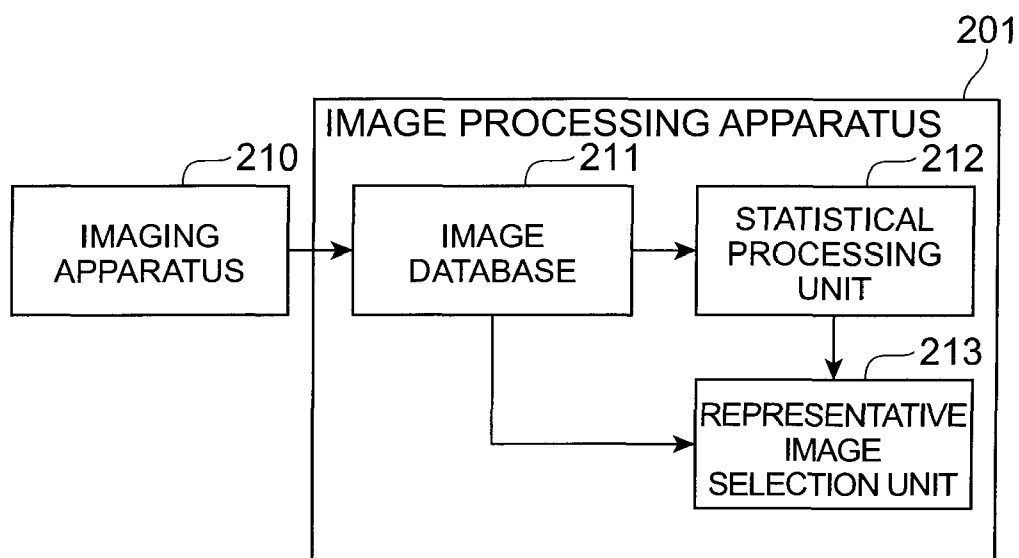 201
IMAGE PROCESSING APPARATUS
210
211
212
IMAGING
APPARATUS
IMAGE
DATABASE
STATISTICAL
PROCESSING
UNIT
213
REPRESENTATIVE
IMAGE
SELECTION UNIT